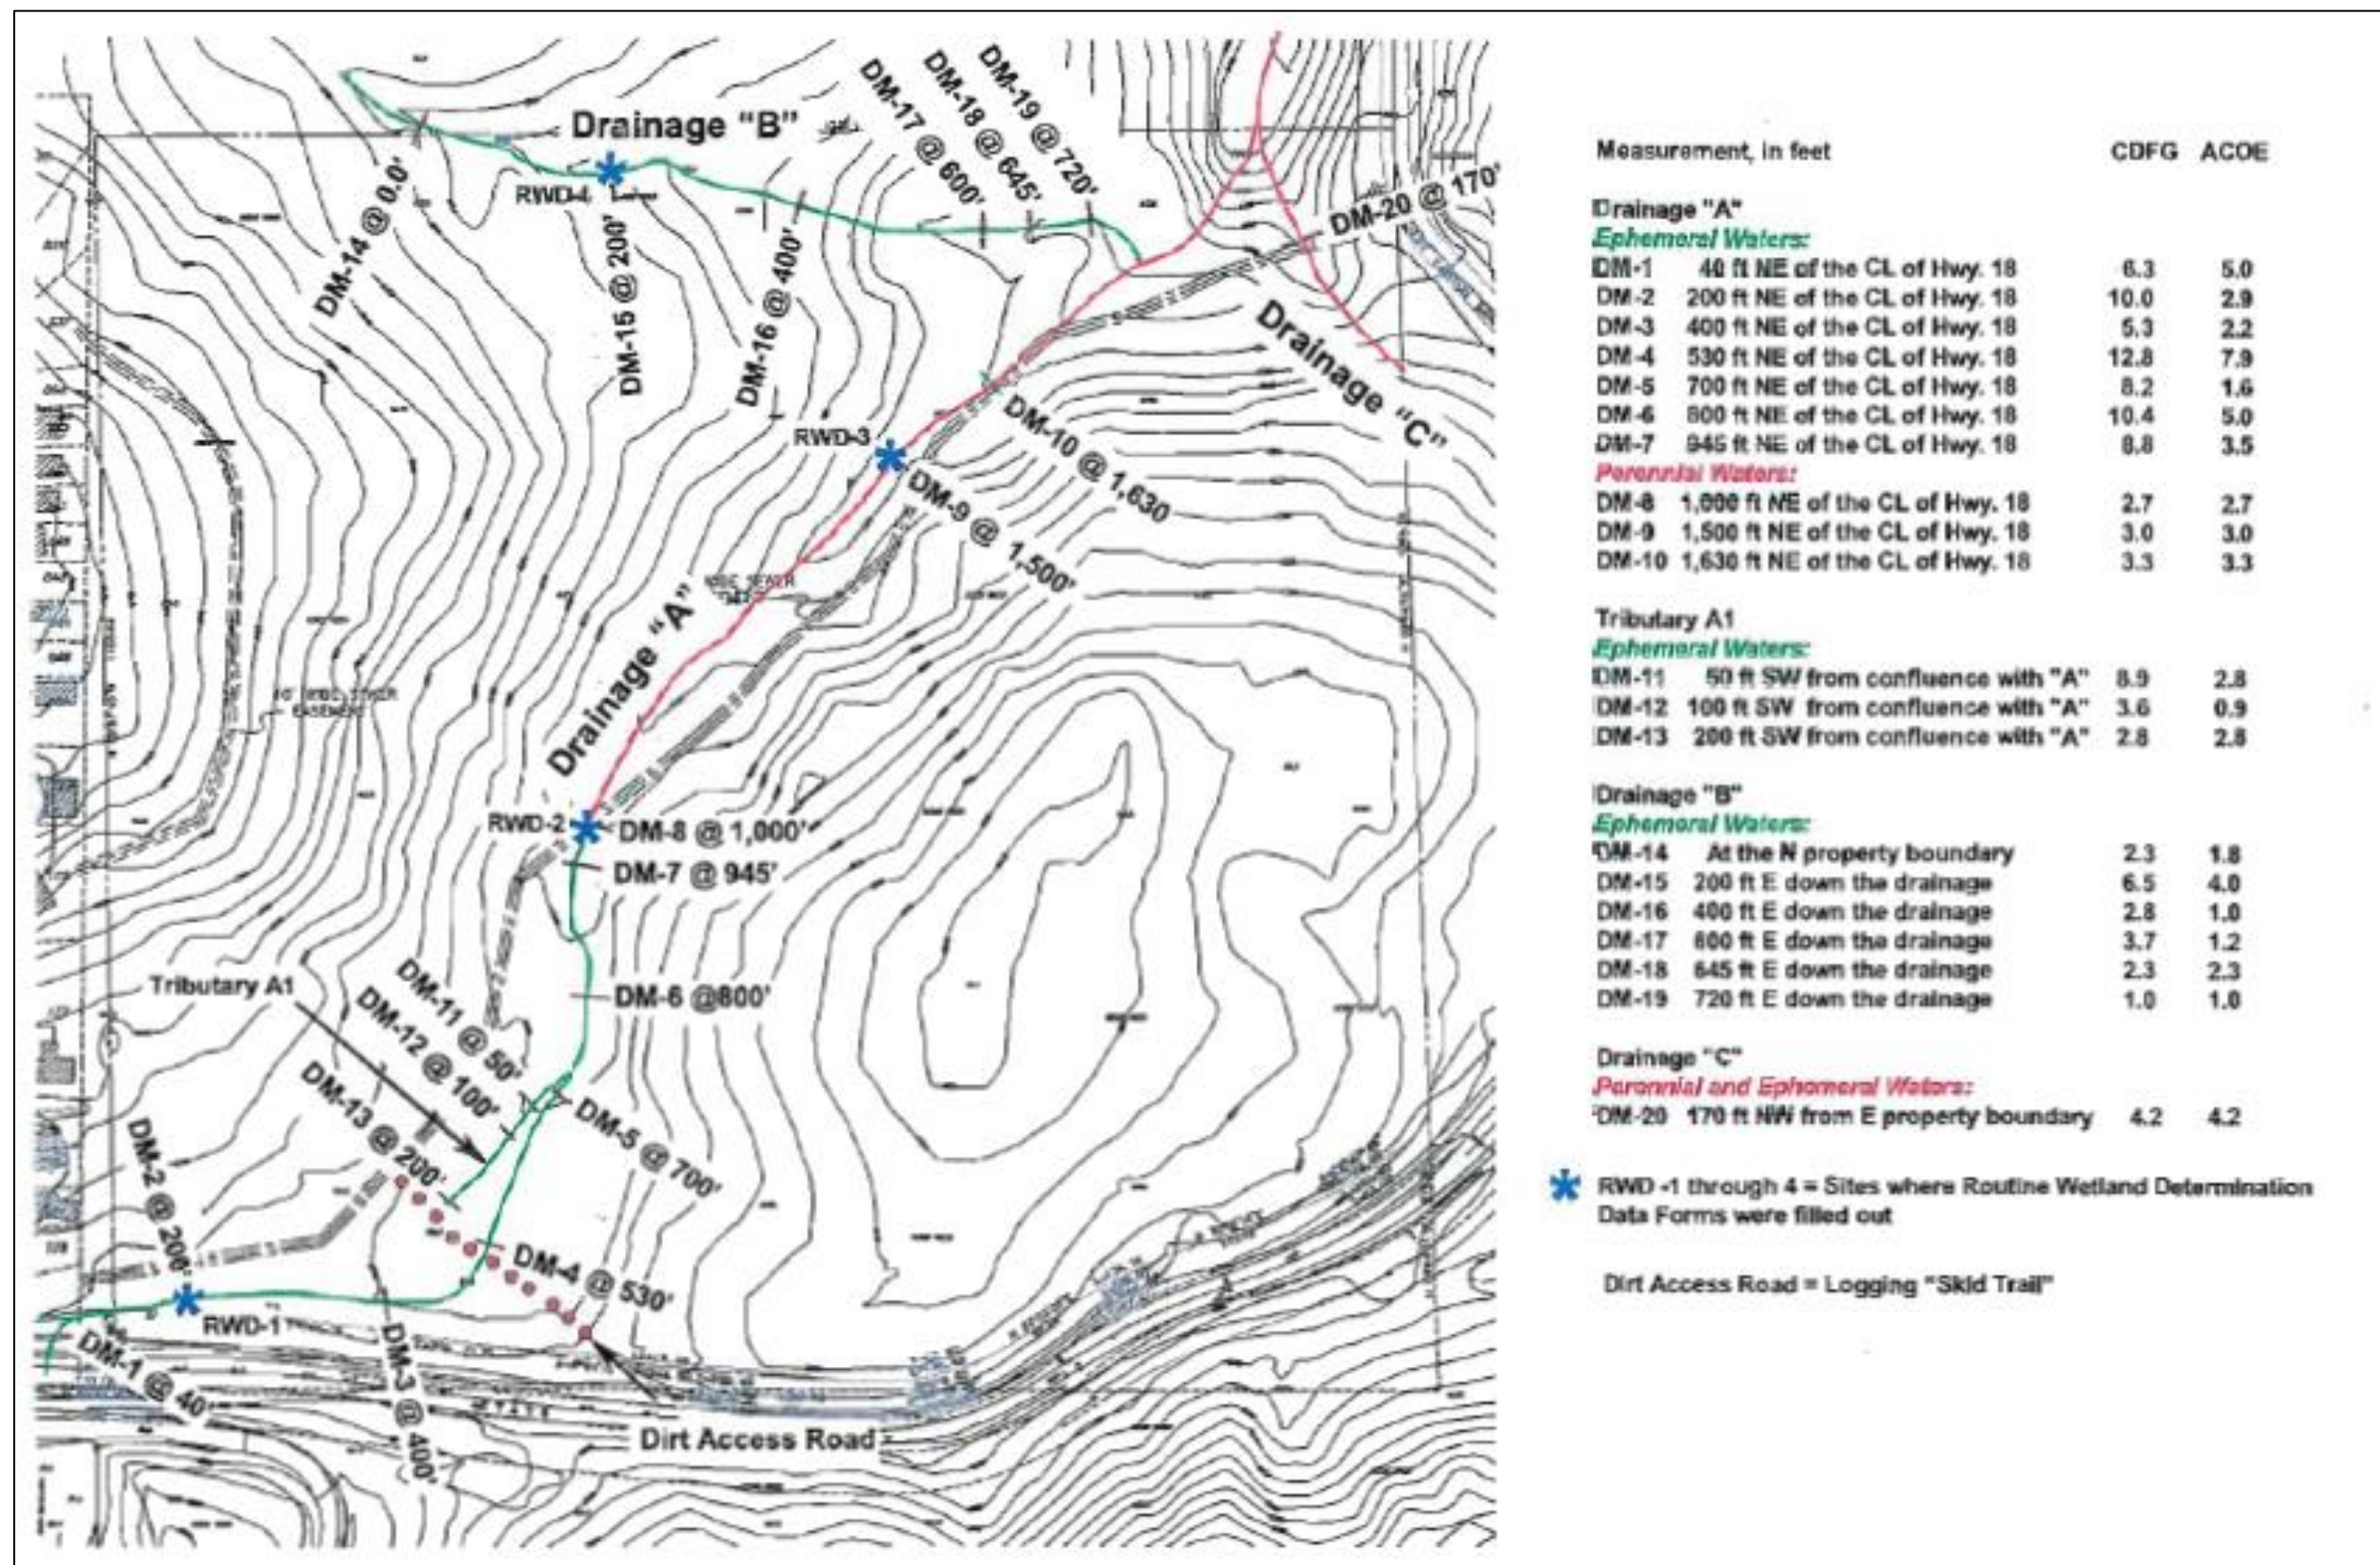 Drainage "B"
DM-17 @ 600'
DM-18 @ 645'
DM-19 @ 720'
DM-20 @ 170'
RWD-4
DM-14 @ 0.0'
DM-15 @ 200'
DM-16 @ 400'
Drainage "C"
RWD-3
DM-10 @ 1,630
DM-9 @ 1,500'
Drainage "A"
WIDE SEWER
WIDE SEWER
EASEMENT
RWD-2
DM-8 @ 1,000'
DM-7 @ 945'
DM-6 @800'
Tributary A1
DM-11 @ 50'
DM-12 @ 100'
DM-13 @ 200'
DM-5 @ 700'
DM-2 @ 200'
DM-4 @ 530'
RWD-1
DM-1 @ 40'
DM-3 @ 400'
Dirt Access Road
Measurement, in feet CDFG ACOE
Drainage "A"
Ephemeral Waters:
DM-1 40 ft NE of the CL of Hwy. 18 6.3 5.0
DM-2 200 ft NE of the CL of Hwy. 18 10.0 2.9
DM-3 400 ft NE of the CL of Hwy. 18 5.3 2.2
DM-4 530 ft NE of the CL of Hwy. 18 12.8 7.9
DM-5 700 ft NE of the CL of Hwy. 18 8.2 1.6
DM-6 800 ft NE of the CL of Hwy. 18 10.4 5.0
DM-7 945 ft NE of the CL of Hwy. 18 8.8 3.5
Perennial Waters:
DM-8 1,000 ft NE of the CL of Hwy. 18 2.7 2.7
DM-9 1,500 ft NE of the CL of Hwy. 18 3.0 3.0
DM-10 1,630 ft NE of the CL of Hwy. 18 3.3 3.3
Tributary A1
Ephemeral Waters:
DM-11 50 ft SW from confluence with "A" 8.9 2.8
DM-12 100 ft SW from confluence with "A" 3.6 0.9
DM-13 200 ft SW from confluence with "A" 2.8 2.8
Drainage "B"
Ephemeral Waters:
DM-14 At the N property boundary 2.3 1.8
DM-15 200 ft E down the drainage 6.5 4.0
DM-16 400 ft E down the drainage 2.8 1.0
DM-17 600 ft E down the drainage 3.7 1.2
DM-18 645 ft E down the drainage 2.3 2.3
DM-19 720 ft E down the drainage 1.0 1.0
Drainage "C"
Perennial and Ephemeral Waters:
DM-20 170 ft NW from E property boundary 4.2 4.2
RWD -1 through 4 = Sites where Routine Wetland Determination
Data Forms were filled out
Dirt Access Road = Logging "Skid Trail"